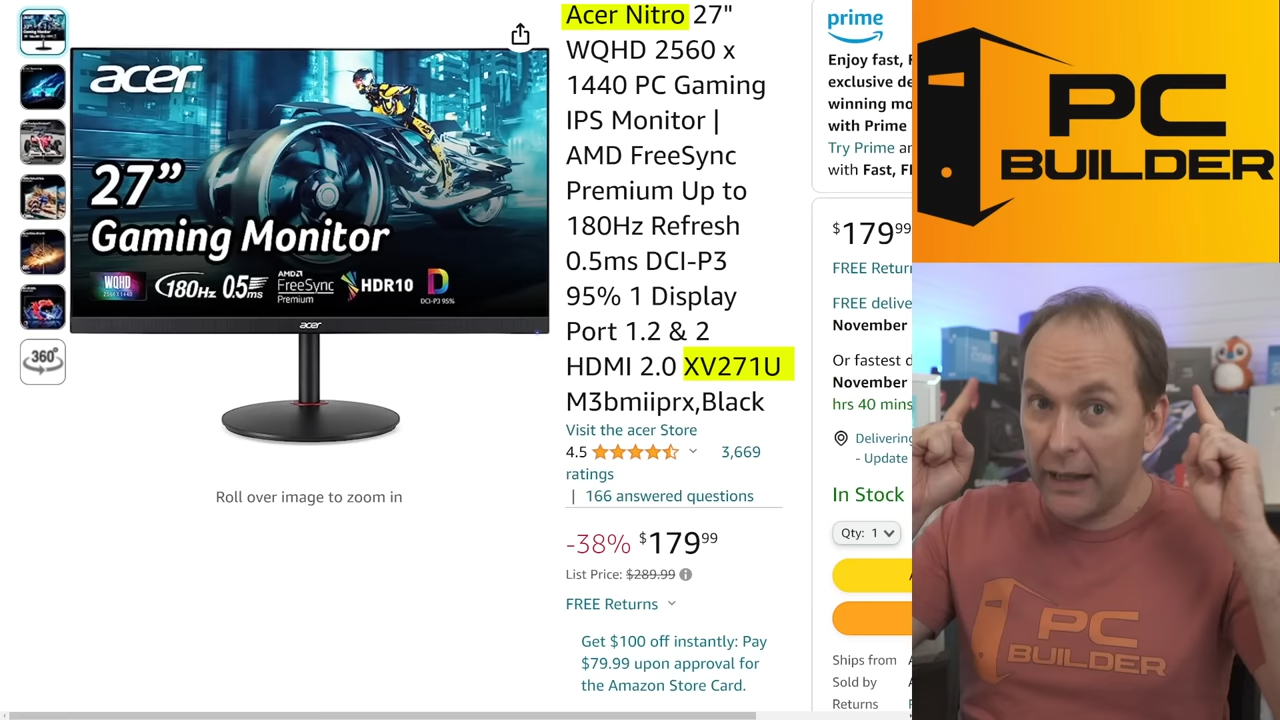 acer
27”
Gaming Monitor
WQHD
2560 X 1440
180Hz
0.5ms
AMD
FreeSync
Premium
HDR10
DCI-P3 95%
acer
360°
Roll over image to zoom in
Acer Nitro 27"
WQHD 2560 x
1440 PC Gaming
IPS Monitor |
AMD FreeSync
Premium Up to
180Hz Refresh
0.5ms DCI-P3
95% 1 Display
Port 1.2 & 2
HDMI 2.0 XV271U
M3bmiiprx,Black
Visit the acer Store
4.5
3,669
ratings
| 166 answered questions
-38% $179 99
List Price: $289.99
FREE Returns
Get $100 off instantly: Pay
$79.99 upon approval for
the Amazon Store Card.
prime
Enjoy fast, F
exclusive de
winning mo
with Prime
Try Prime an
with Fast, F
$179 99
FREE Return
FREE delive
November
Or fastest d
November
hrs 40 mins
Delivering
- Update
In Stock
Qty: 1
Ships from
Sold by
Returns
PC
BUILDER
PC
BUILDER